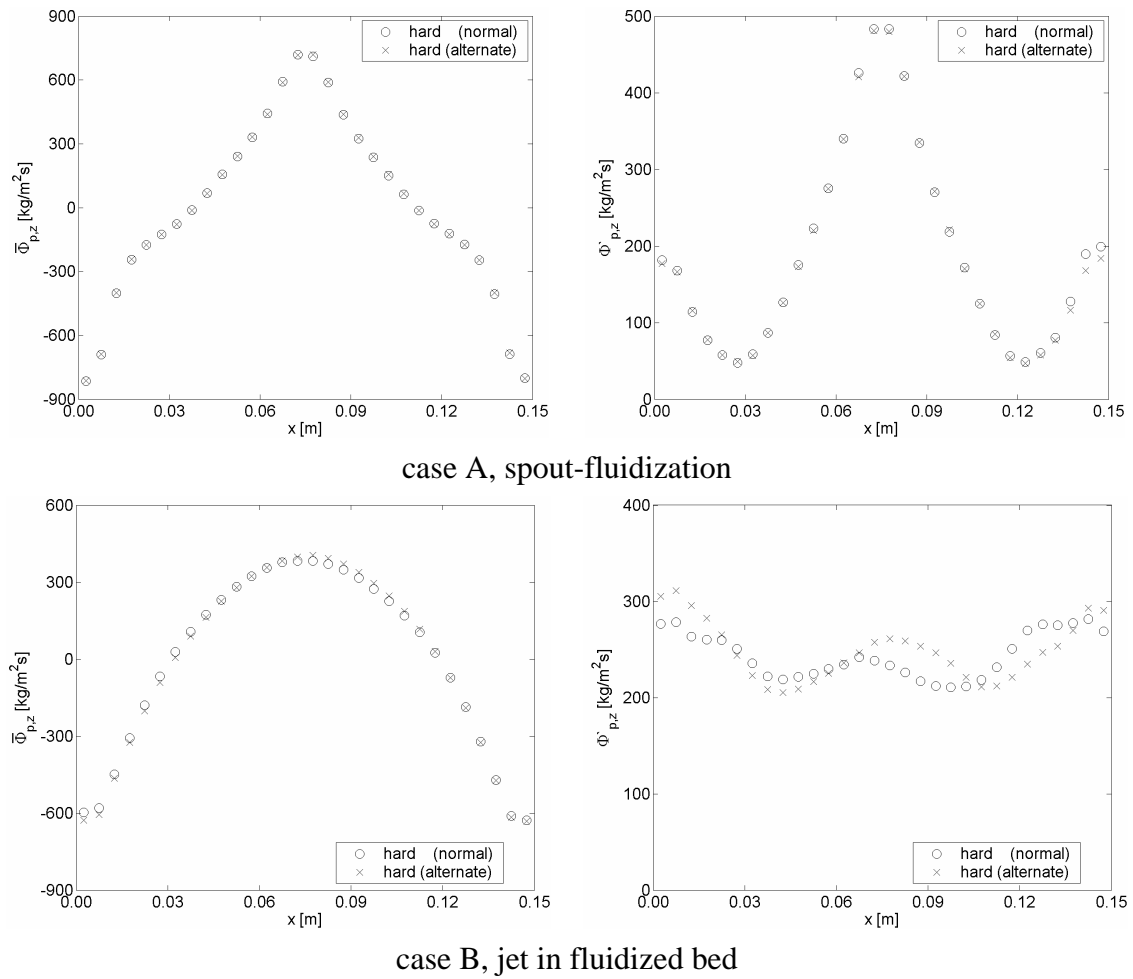 900
600
300
0
-300
-600
-900
Φ̅p,z [kg/m²s]
○ hard (normal)
× hard (alternate)
0.00 0.03 0.06 0.09 0.12 0.15
x [m]
500
400
300
200
100
0
Φ`p,z [kg/m²s]
○ hard (normal)
× hard (alternate)
0.00 0.03 0.06 0.09 0.12 0.15
x [m]
case A, spout-fluidization
600
300
0
-300
-600
-900
Φ̅p,z [kg/m²s]
○ hard (normal)
× hard (alternate)
0.00 0.03 0.06 0.09 0.12 0.15
x [m]
400
300
200
100
0
Φ`p,z [kg/m²s]
○ hard (normal)
× hard (alternate)
0.00 0.03 0.06 0.09 0.12 0.15
x [m]
case B, jet in fluidized bed